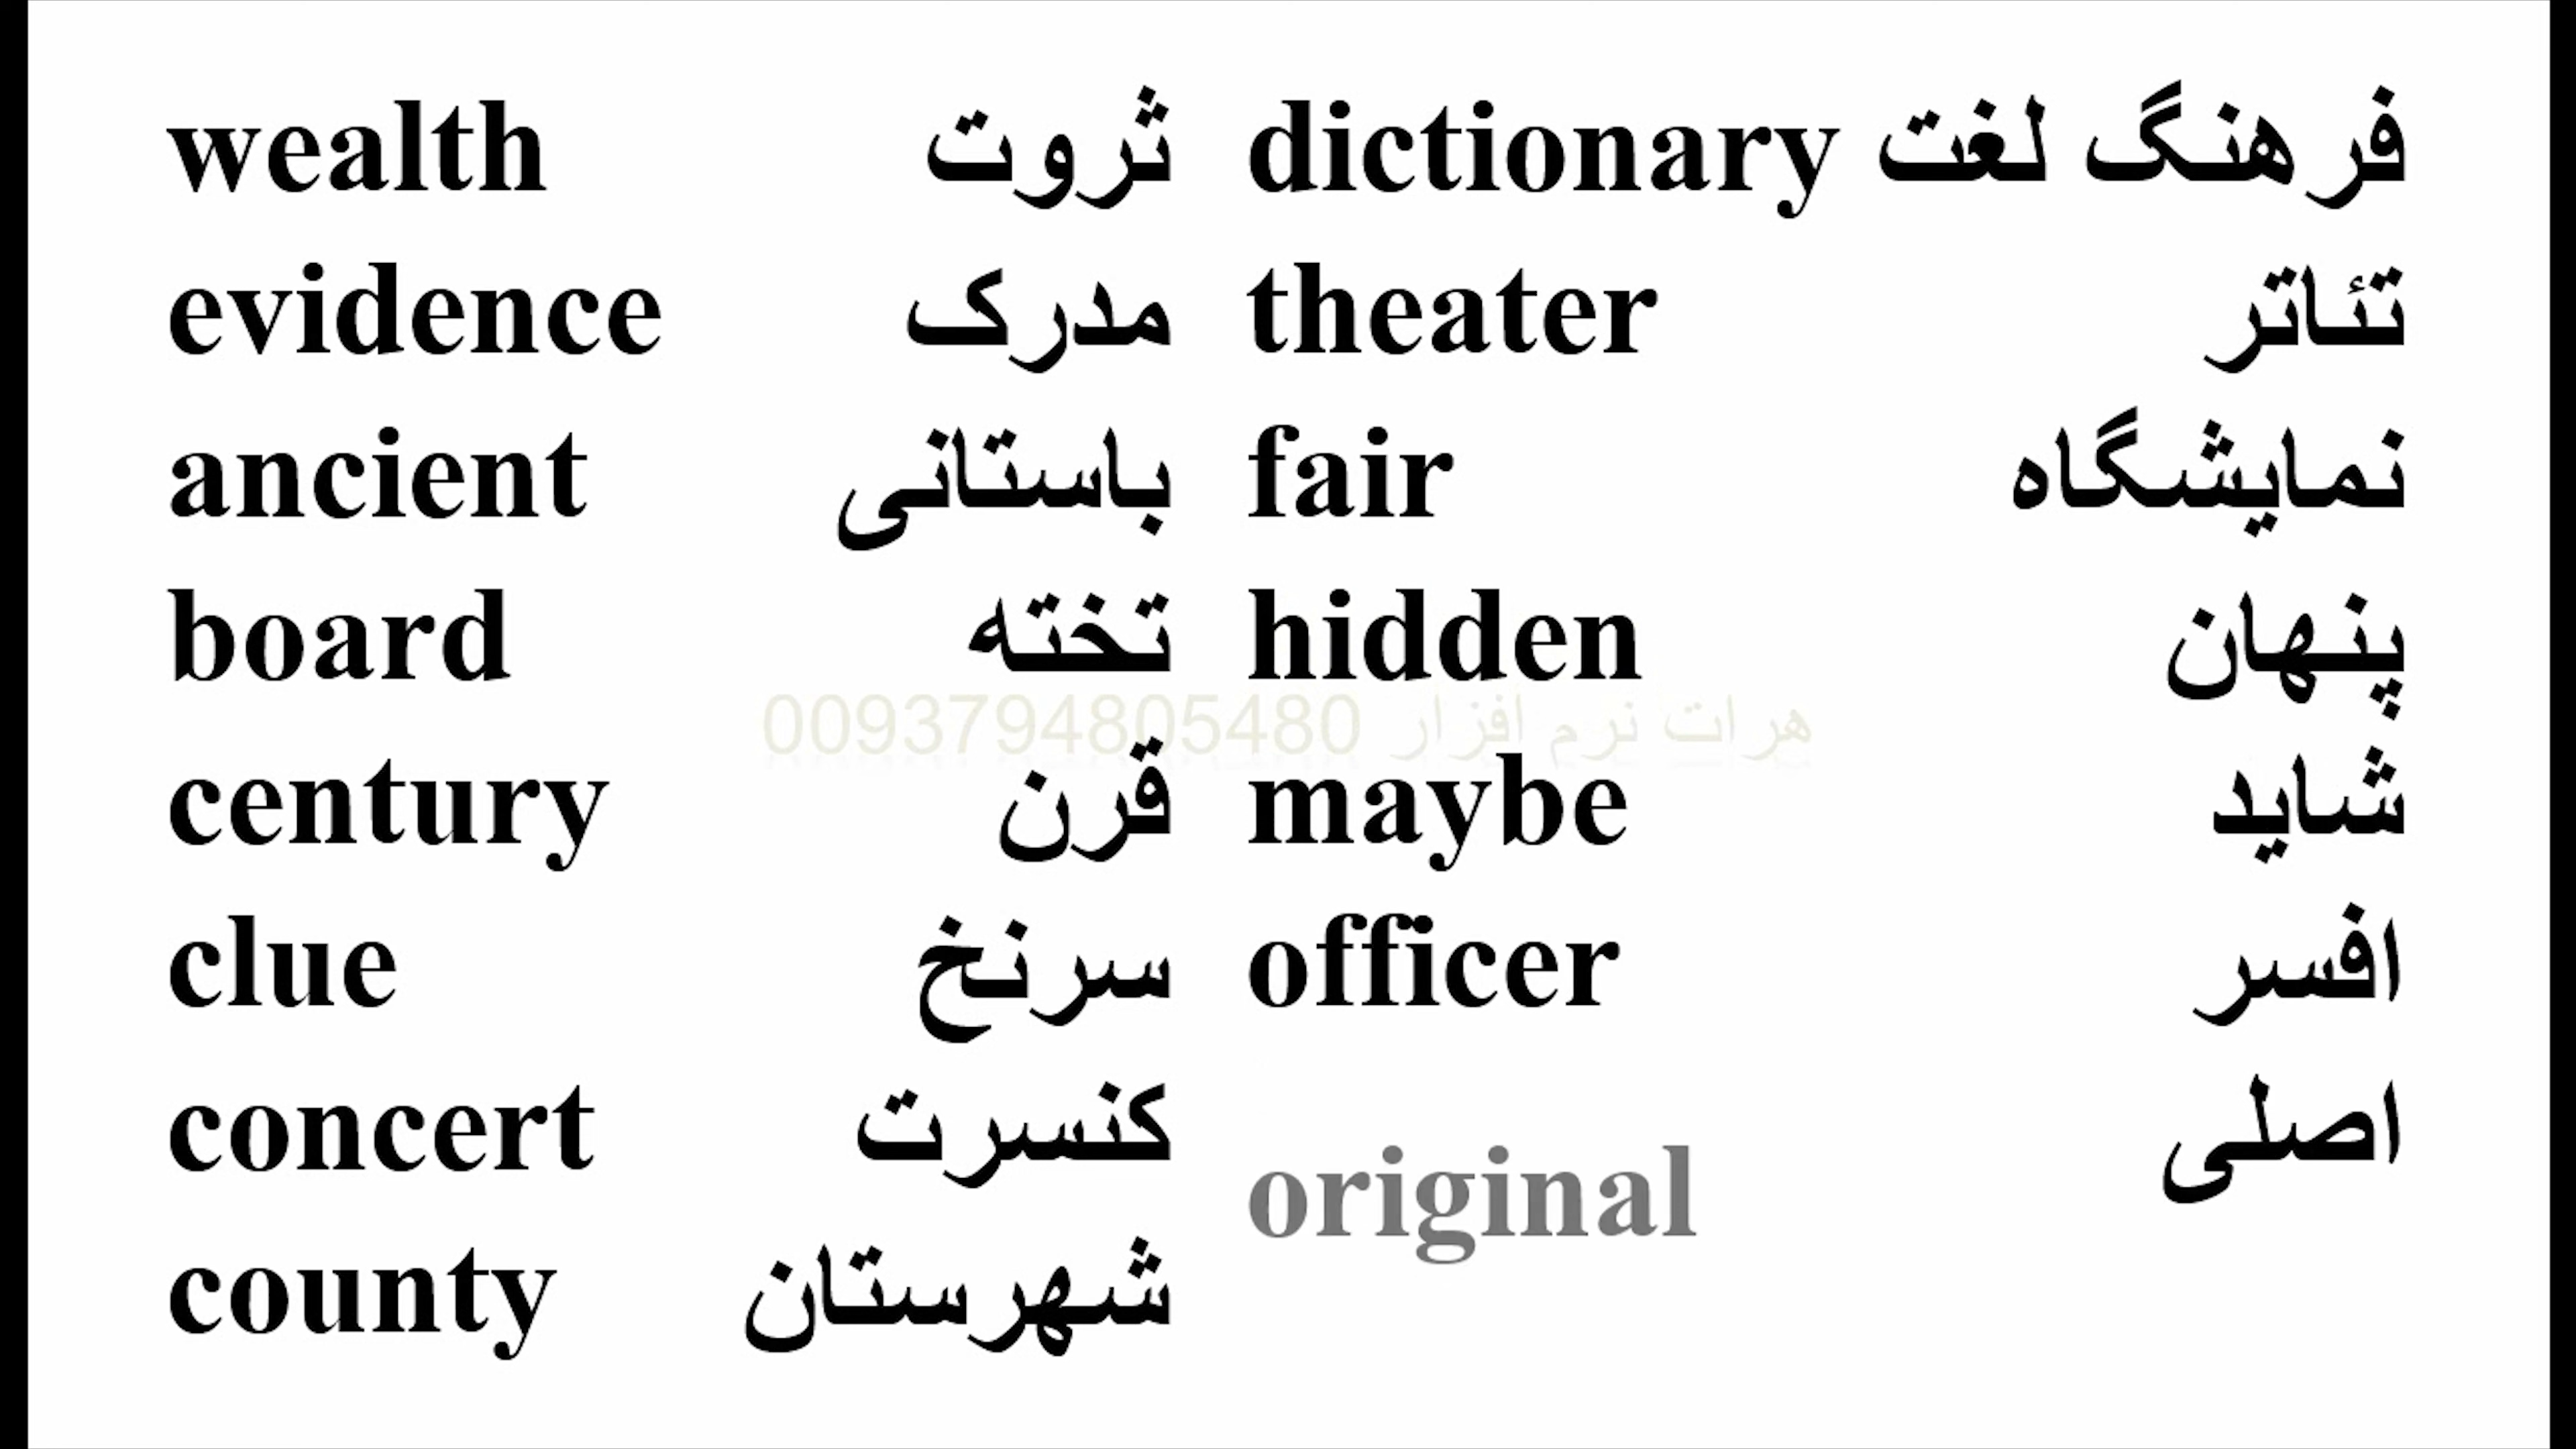 wealth ثروت
evidence مدرک
ancient باستانی
board تخته
century قرن
clue سرنخ
concert کنسرت
county شهرستان
dictionary فرهنگ لغت
theater تئاتر
fair نمایشگاه
hidden پنهان
maybe شاید
officer افسر
original اصلی
هرات نرم افزار 0093794805480